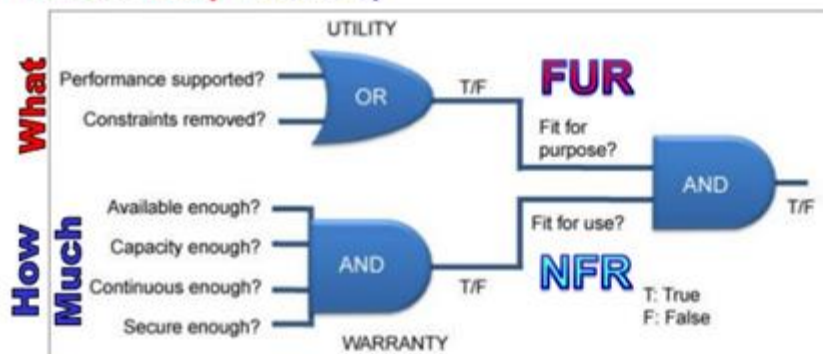 UTILITY
What
Performance supported?
Constraints removed?
OR
T/F
FUR
Fit for
purpose?
AND
T/F
How
Much
Available enough?
Capacity enough?
Continuous enough?
Secure enough?
AND
T/F
Fit for use?
NFR
T: True
F: False
WARRANTY